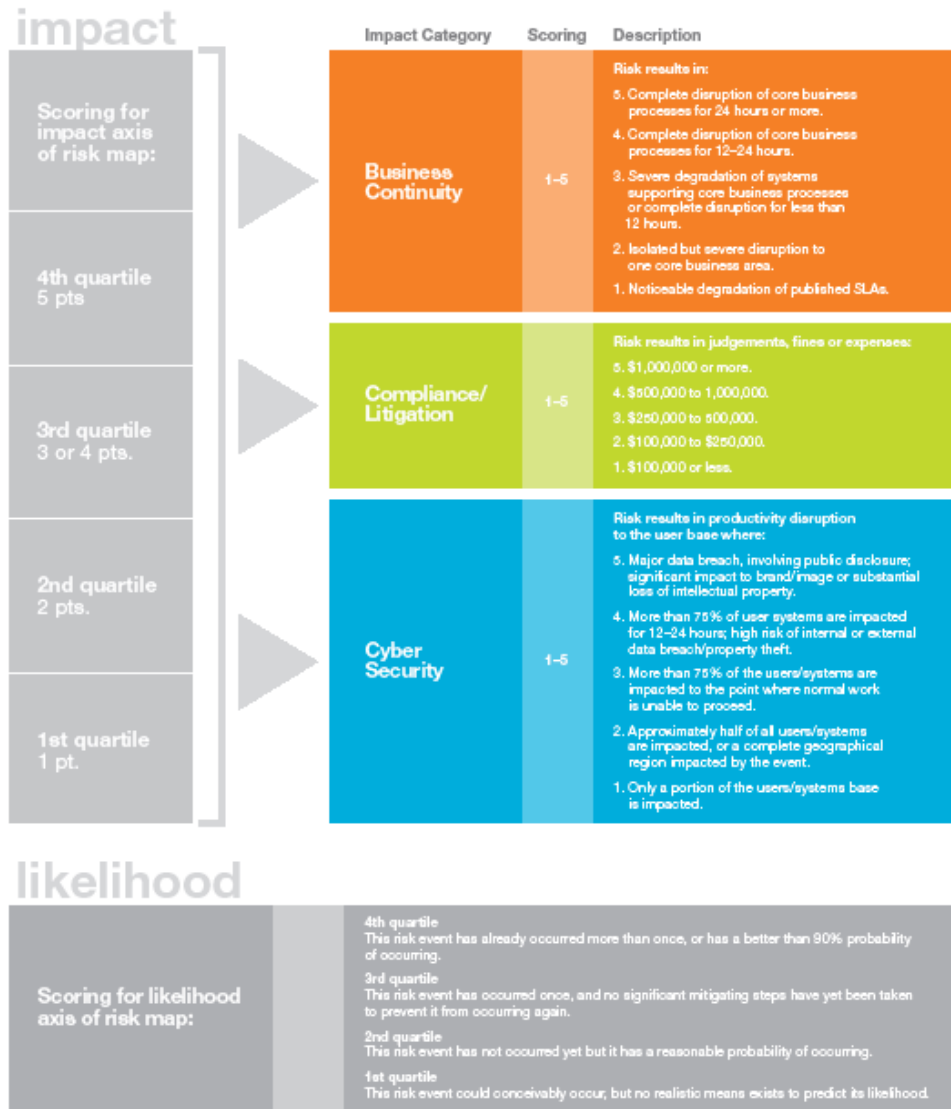 impact
Scoring for
impact axis
of risk map:
4th quartile
5 pts
3rd quartile
3 or 4 pts.
2nd quartile
2 pts.
1st quartile
1 pt.
Impact Category Scoring Description
Business
Continuity
1–5
Risk results in:
5. Complete disruption of core business
processes for 24 hours or more.
4. Complete disruption of core business
processes for 12–24 hours.
3. Severe degradation of systems
supporting core business processes
or complete disruption for less than
12 hours.
2. Isolated but severe disruption to
one core business area.
1. Noticeable degradation of published SLAs.
Compliance/
Litigation
1–5
Risk results in judgements, fines or expenses:
5. $1,000,000 or more.
4. $500,000 to 1,000,000.
3. $250,000 to 500,000.
2. $100,000 to $250,000.
1. $100,000 or less.
Cyber
Security
1–5
Risk results in productivity disruption
to the user base where:
5. Major data breach, involving public disclosure;
significant impact to brand/image or substantial
loss of intellectual property.
4. More than 75% of user systems are impacted
for 12–24 hours; high risk of internal or external
data breach/property theft.
3. More than 75% of the users/systems are
impacted to the point where normal work
is unable to proceed.
2. Approximately half of all users/systems
are impacted, or a complete geographical
region impacted by the event.
1. Only a portion of the users/systems base
is impacted.
likelihood
Scoring for likelihood
axis of risk map:
4th quartile
This risk event has already occurred more than once, or has a better than 90% probability
of occurring.
3rd quartile
This risk event has occurred once, and no significant mitigating steps have yet been taken
to prevent it from occurring again.
2nd quartile
This risk event has not occurred yet but it has a reasonable probability of occurring.
1st quartile
This risk event could conceivably occur, but no realistic means exists to predict its likelihood.